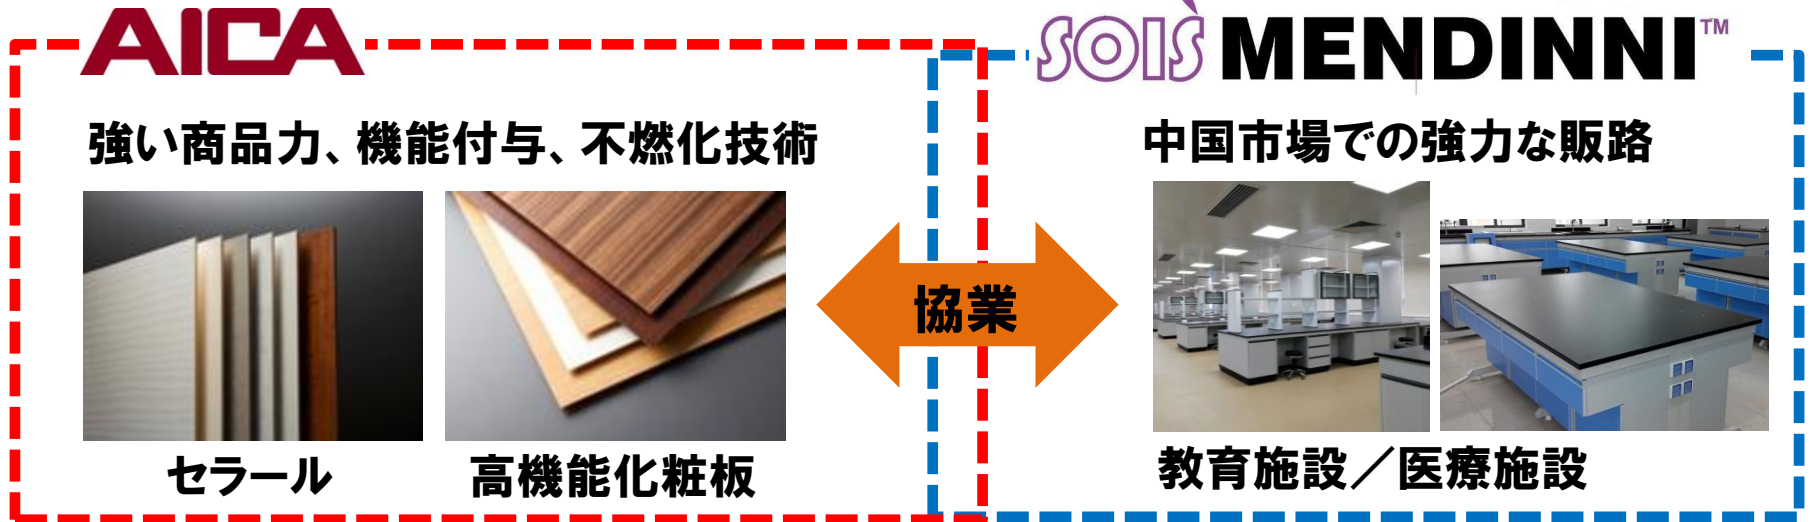 AICA
強い商品力、機能付与、不燃化技術
セラール
高機能化粧板
協業
SOIS MENDINNI™
中国市場での強力な販路
教育施設／医療施設